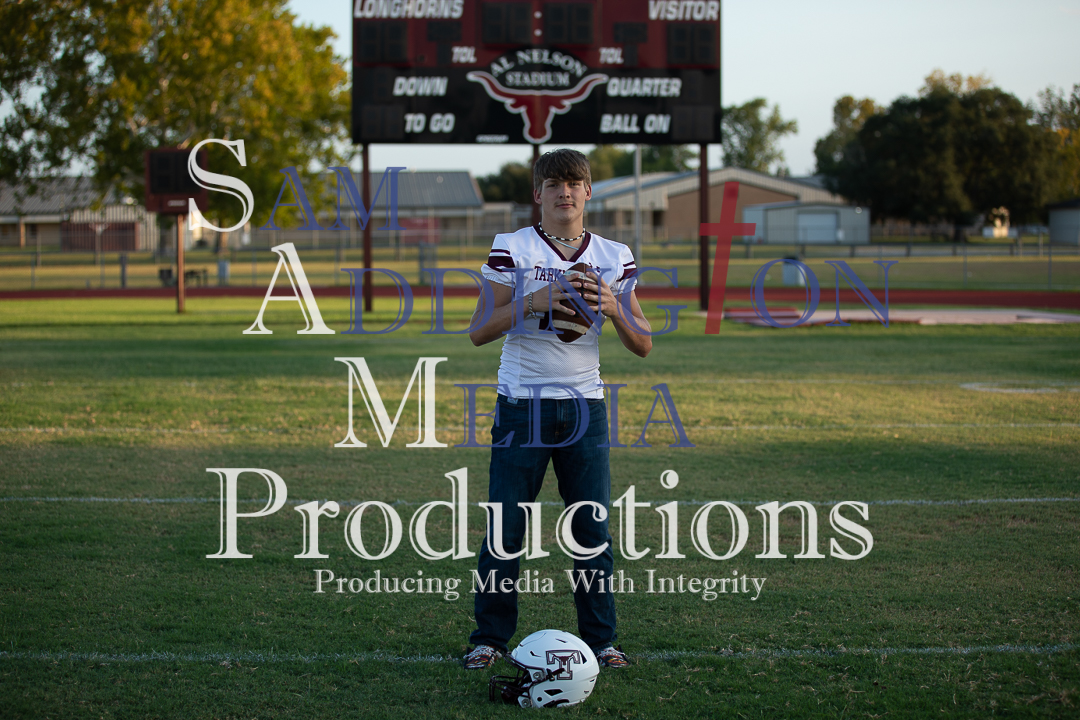 LONGHORNS VISITOR
TOL TOL
AL NELSON
STADIUM
DOWN QUARTER
TO GO BALL ON
SAM
ADDINGTON
MEDIA
Productions
Producing Media With Integrity
TARK
T